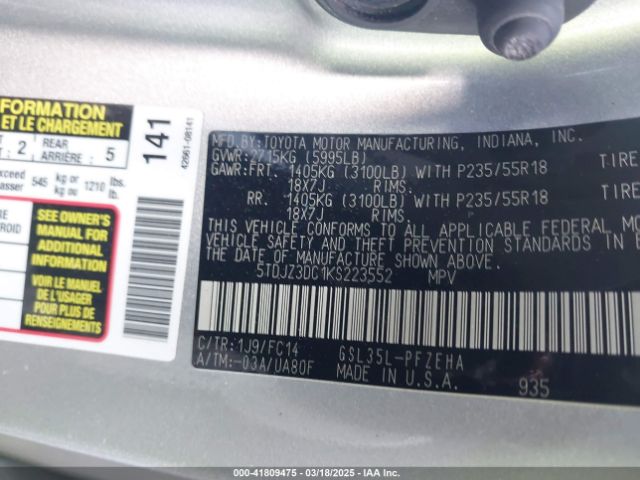 FORMATION
ET LE CHARGEMENT
2
REAR
ARRIÈRE : 5
545 kg or 1210 lbs.
kg ou lb.
SEE OWNER'S
MANUAL FOR
ADDITIONAL
INFORMATION
VOIR LE
MANUEL DE
L'USAGER
POUR PLUS DE
RENSEIGNEMENTS
141
42661-08141
MFD. BY: TOYOTA MOTOR MANUFACTURING, INDIANA, INC.
GVWR: 2715KG (5995LB)
GAWR: FRT. 1405KG (3100LB) WITH P235/55R18 TIRE
18X7J RIMS.
RR. 1405KG (3100LB) WITH P235/55R18 TIRE
18X7J RIMS.
THIS VEHICLE CONFORMS TO ALL APPLICABLE FEDERAL MO
VEHICLE SAFETY AND THEFT PREVENTION STANDARDS IN E
THE DATE OF MANUFACTURE SHOWN ABOVE.
5TDJZ3DC1KS223552 MPV
C/TR: 1J9/FC14 GSL35L-PFZEHA
A/TM:-03A/UA80F MADE IN U.S.A. 935
00-41809475 — 03/18/2025 — IAA Inc.